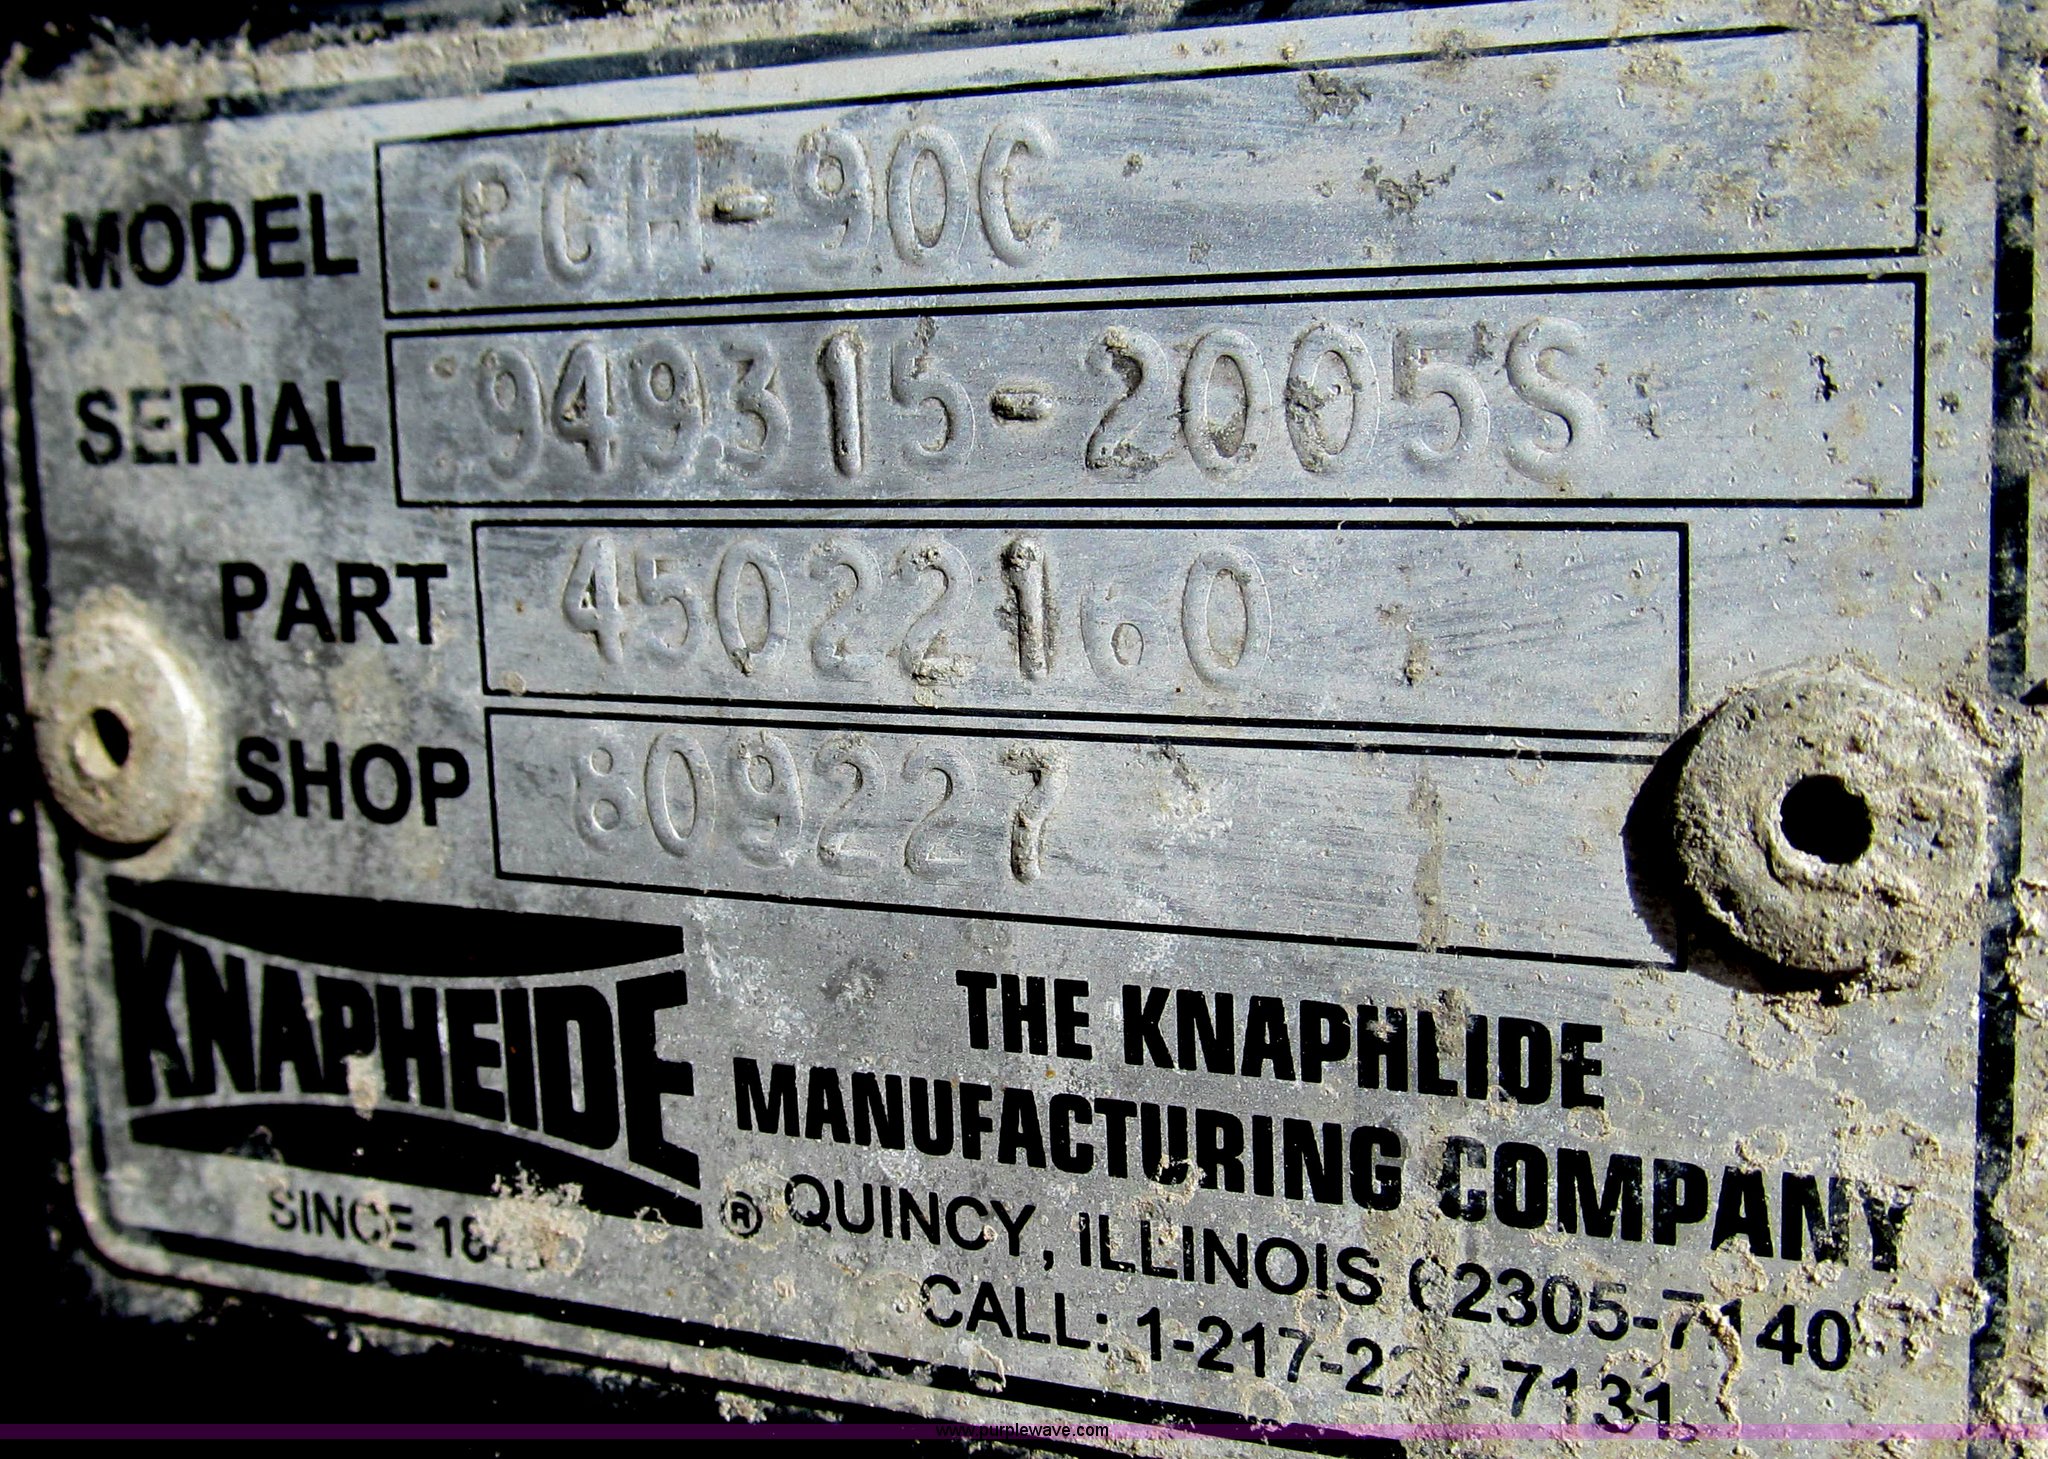 MODEL PGH-90C
SERIAL 949315-2005S
PART 45022160
SHOP 809227
KNAPHEIDE
SINCE
THE KNAPHLIDE
MANUFACTURING COMPANY
® QUINCY, ILLINOIS
CALL:
www.purplewave.com